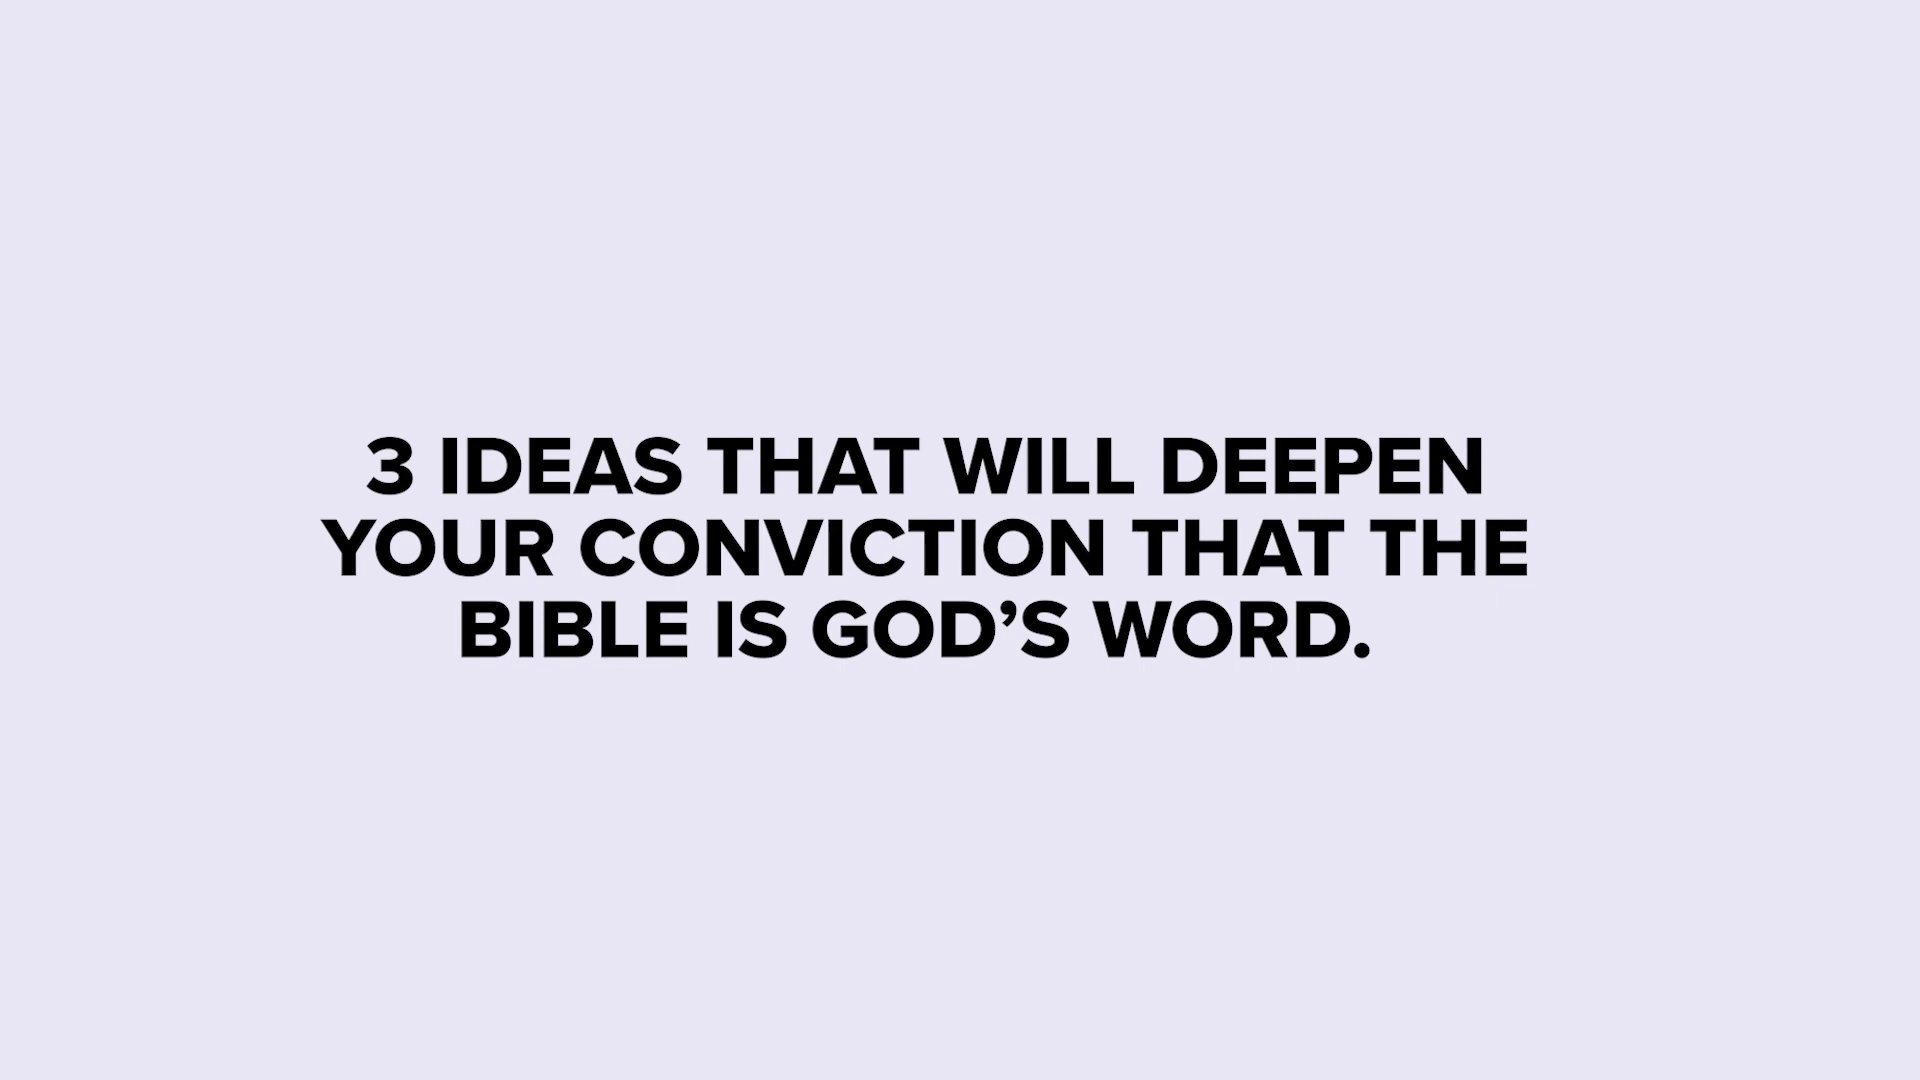 3 IDEAS THAT WILL DEEPEN
YOUR CONVICTION THAT THE
BIBLE IS GOD’S WORD.